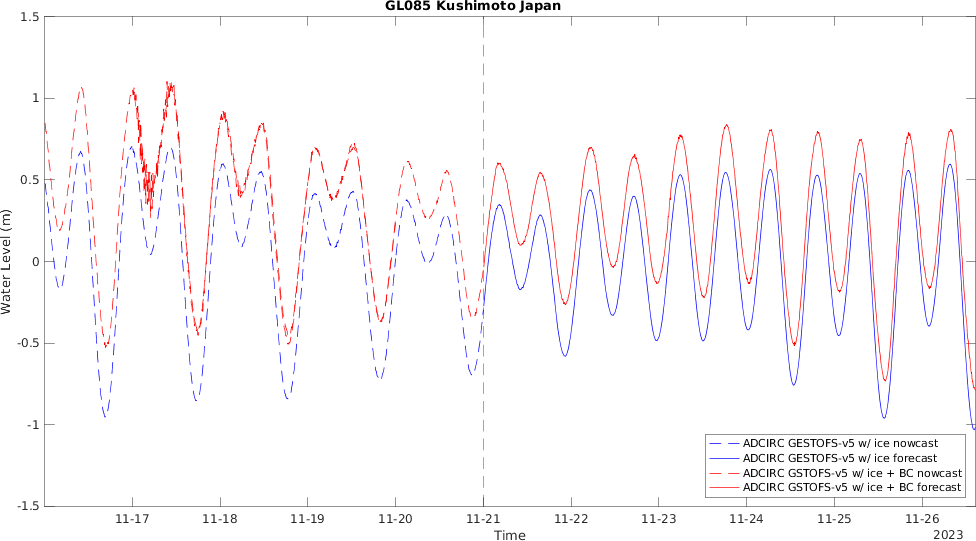 GL085 Kushimoto Japan
1.5
1
0.5
0
-0.5
-1
-1.5
Water Level (m)
11-17 11-18 11-19 11-20 11-21 11-22 11-23 11-24 11-25 11-26
Time
2023
ADCIRC GESTOFS-v5 w/ ice nowcast
ADCIRC GESTOFS-v5 w/ ice forecast
ADCIRC GSTOFS-v5 w/ ice + BC nowcast
ADCIRC GSTOFS-v5 w/ ice + BC forecast